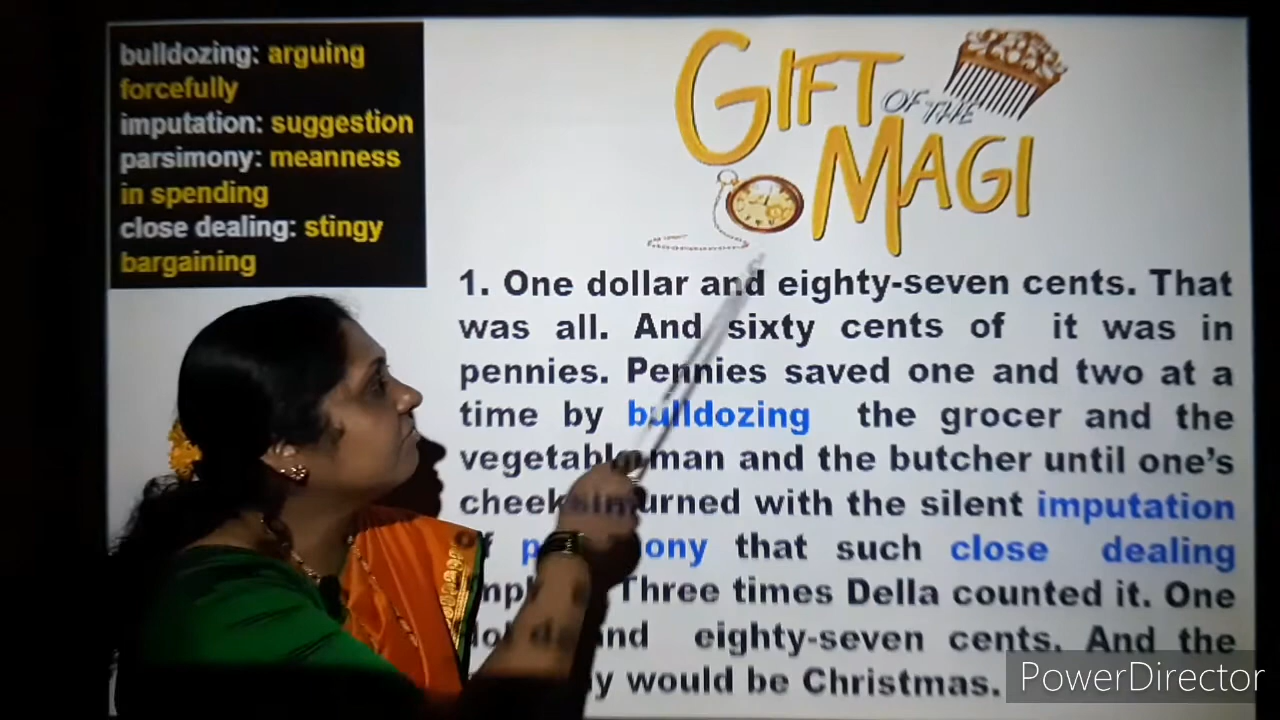 bulldozing: arguing
forcefully
imputation: suggestion
parsimony: meanness
in spending
close dealing: stingy
bargaining
GIFT
OF THE
MAGI
1. One dollar and eighty-seven cents. That
was all. And sixty cents of it was in
pennies. Pennies saved one and two at a
time by bulldozing the grocer and the
vegetable man and the butcher until one's
with the silent imputation
that such close dealing
Three times Della counted it. One
and eighty-seven cents. And the
would be Christmas.
PowerDirector